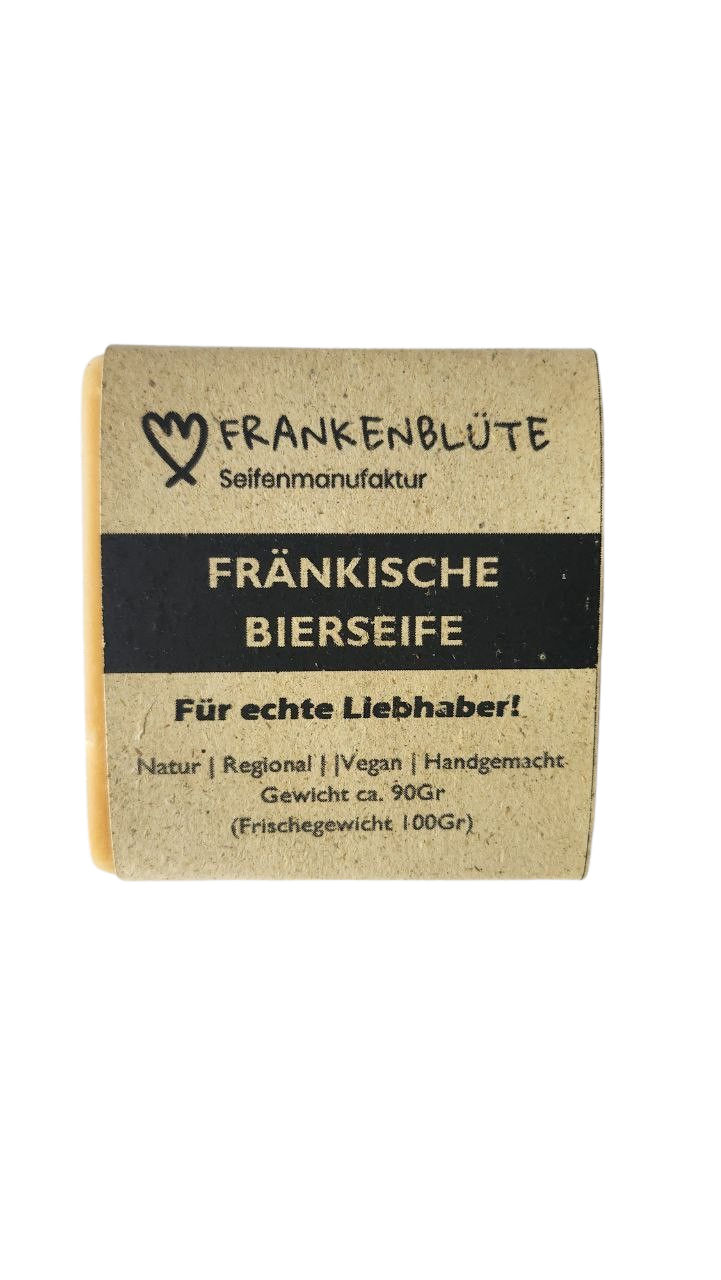 FRANKENBLÜTE
Seifenmanufaktur
FRÄNKISCHE
BIERSEIFE
Für echte Liebhaber!
Natur | Regional | |Vegan | Handgemacht
Gewicht ca. 90Gr
(Frischegewicht 100Gr)